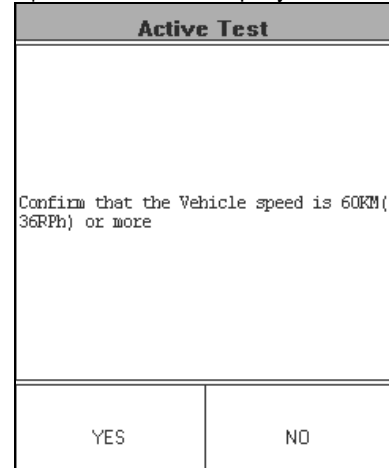 Active Test
Confirm that the Vehicle speed is 60KM(
36RPh) or more
YES
NO